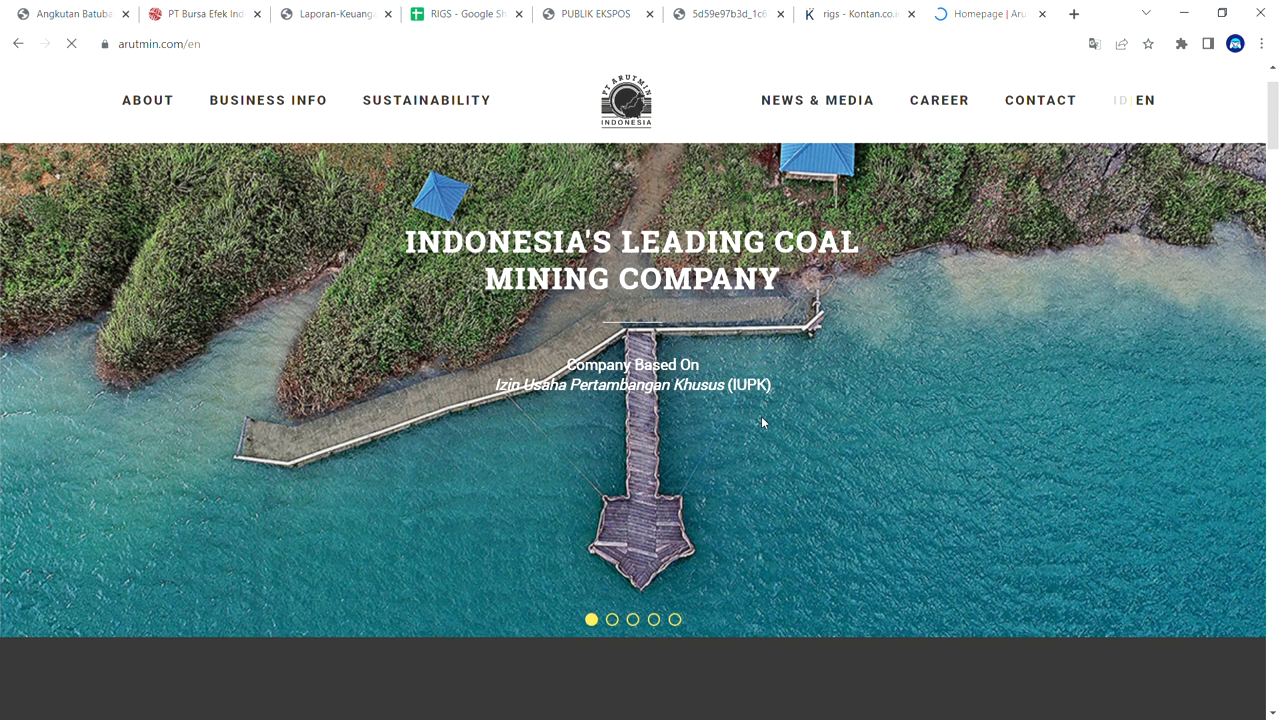 Angkutan Batuba
PT Bursa Efek Ind
Laporan-Keuang
RIGS - Google Sh
PUBLIK EKSPOS
5d59e97b3d_1c6
rigs - Kontan.co.i
Homepage | Aru
arutmin.com/en
ABOUT
BUSINESS INFO
SUSTAINABILITY
PT ARUTMIN
INDONESIA
NEWS & MEDIA
CAREER
CONTACT
ID|EN
INDONESIA'S LEADING COAL
MINING COMPANY
Company Based On
Izin Usaha Pertambangan Khusus (IUPK)